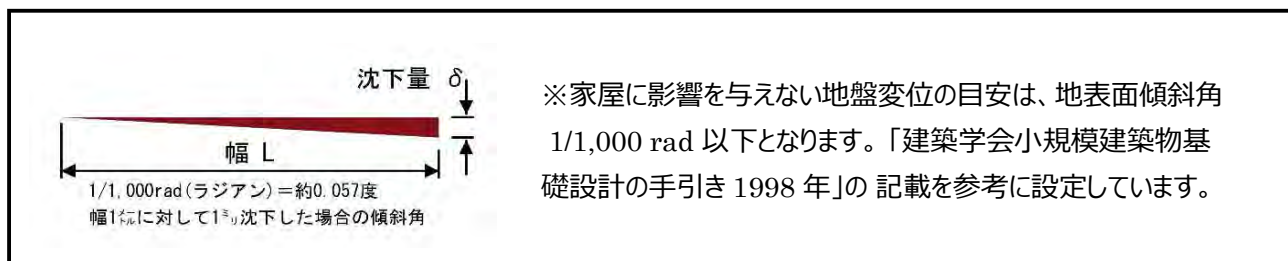 沈下量 δ
幅 L
1/1,000rad(ラジアン)＝約0.057度
幅1㍍に対して1㍉沈下した場合の傾斜角
※家屋に影響を与えない地盤変位の目安は、地表面傾斜角
1/1,000 rad 以下となります。「建築学会小規模建築物基
礎設計の手引き 1998 年」の 記載を参考に設定しています。